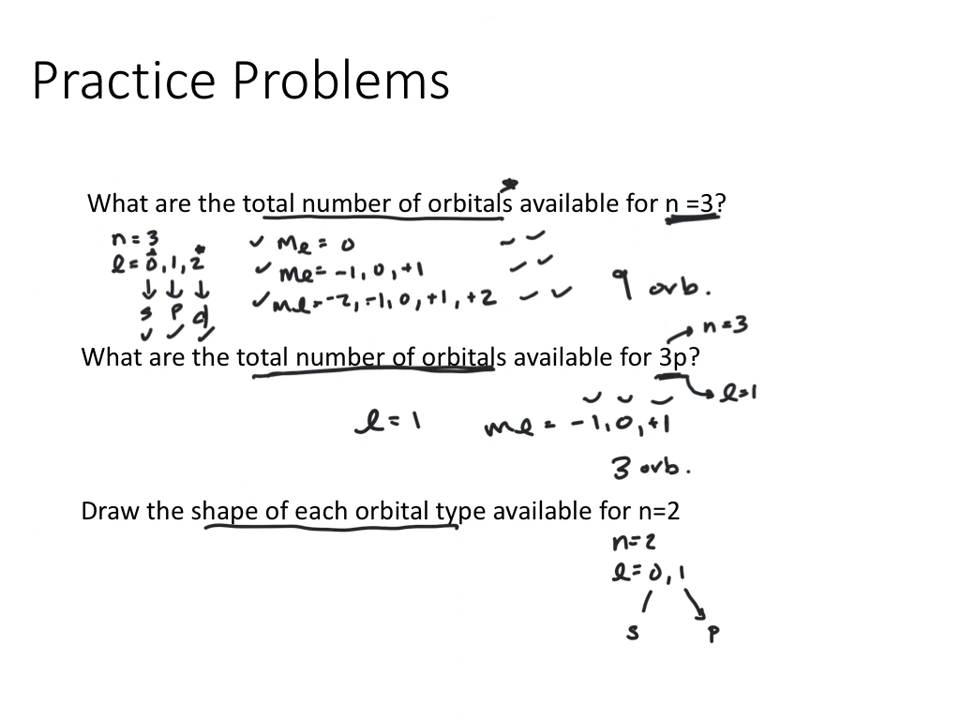 Practice Problems
What are the total number of orbitals available for n =3?
n = 3
l = 0, 1, 2
s p d
me = 0
me = -1, 0, +1
ml = -2, -1, 0, +1, +2
9 orb.
What are the total number of orbitals available for 3p?
n = 3
l = 1
l = 1
ml = -1, 0, +1
3 orb.
Draw the shape of each orbital type available for n=2
n = 2
l = 0, 1
s p